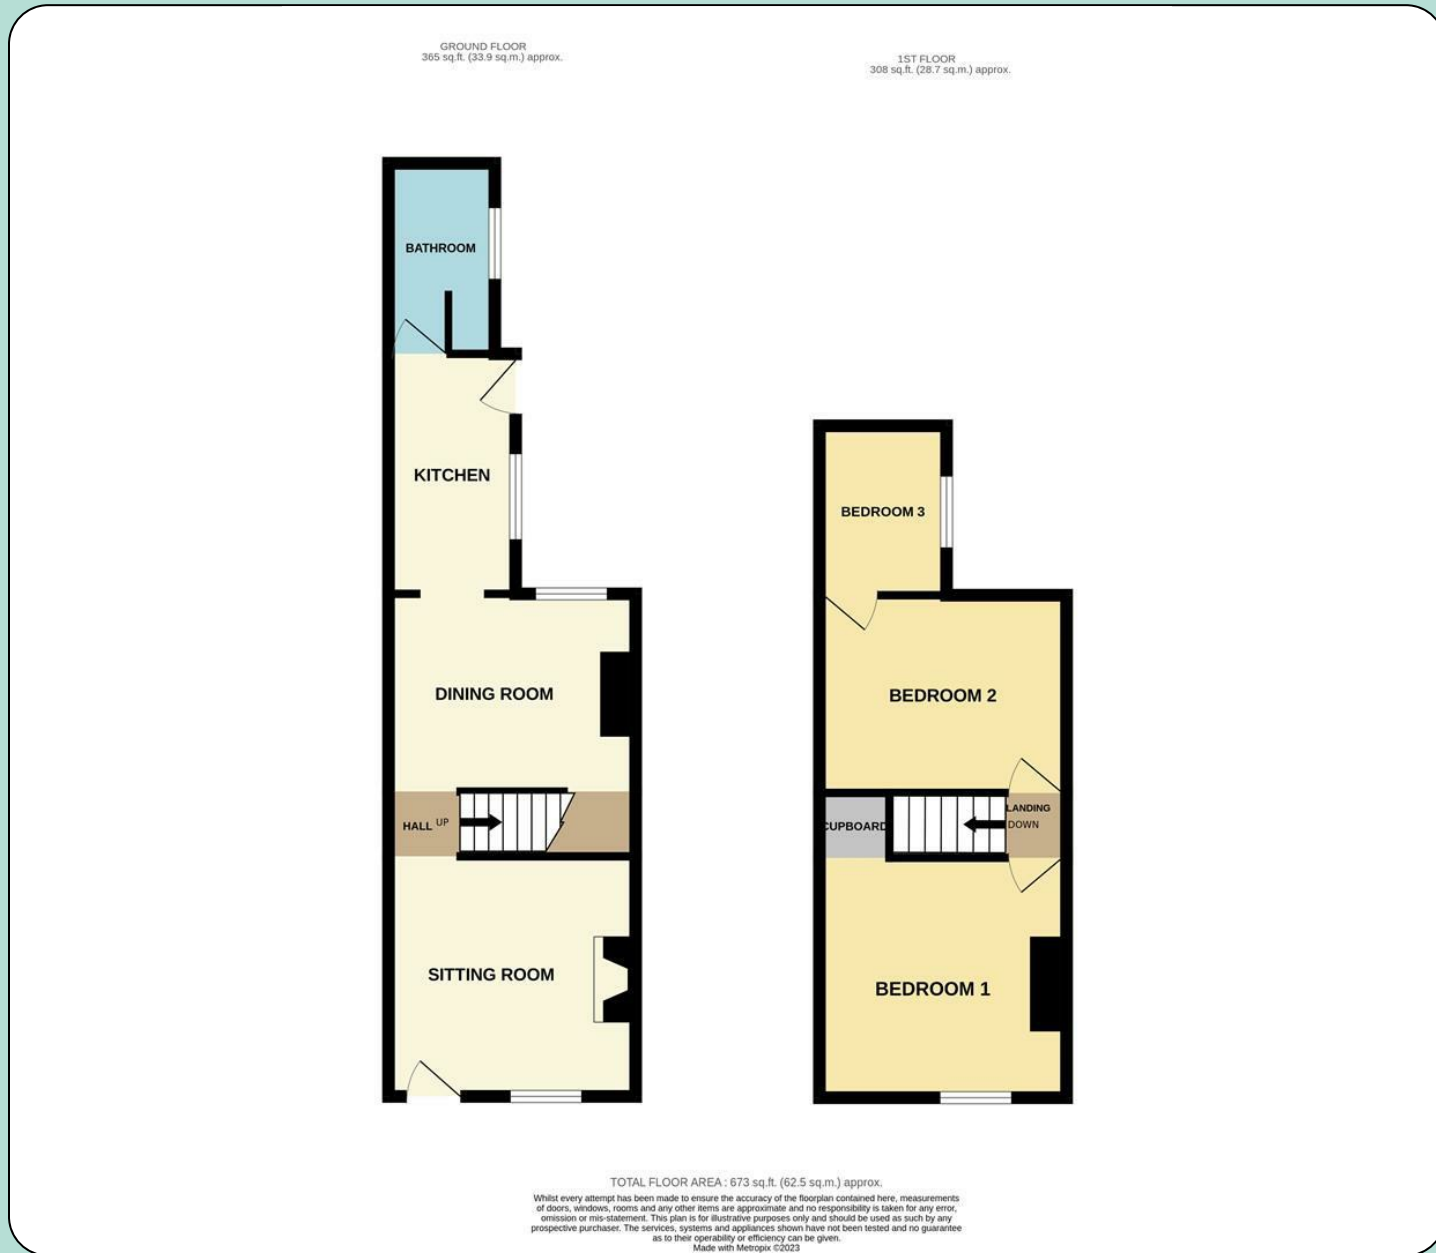 GROUND FLOOR
365 sq.ft. (33.9 sq.m.) approx.
1ST FLOOR
308 sq.ft. (28.7 sq.m.) approx.
BATHROOM
KITCHEN
DINING ROOM
HALL UP
SITTING ROOM
BEDROOM 3
BEDROOM 2
LANDING
CUPBOARD
DOWN
BEDROOM 1
TOTAL FLOOR AREA : 673 sq.ft. (62.5 sq.m.) approx.
Whilst every attempt has been made to ensure the accuracy of the floorplan contained here, measurements
of doors, windows, rooms and any other items are approximate and no responsibility is taken for any error,
omission or mis-statement. This plan is for illustrative purposes only and should be used as such by any
prospective purchaser. The services, systems and appliances shown have not been tested and no guarantee
as to their operability or efficiency can be given.
Made with Metropix ©2023